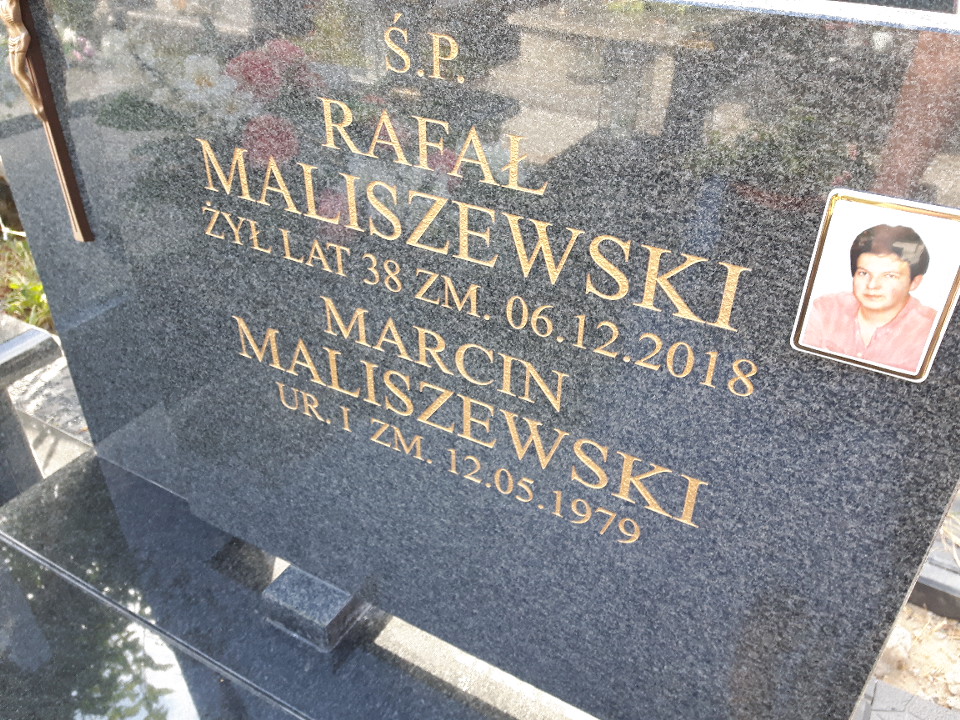 Ś.P.
RAFAŁ
MALISZEWSKI
ŻYŁ LAT 38 ZM. 06.12.2018
MARCIN
MALISZEWSKI
UR. I ZM. 12.05.1979